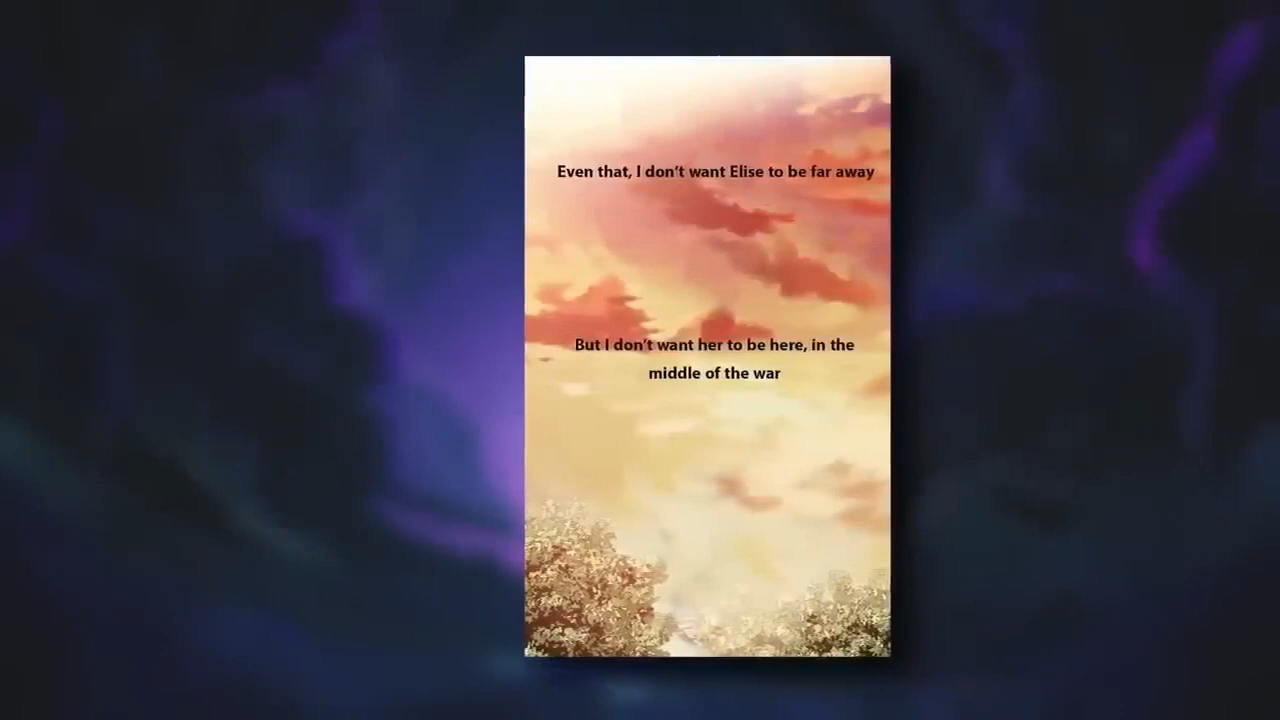 Even that, I don't want Elise to be far away
But I don't want her to be here, in the
middle of the war